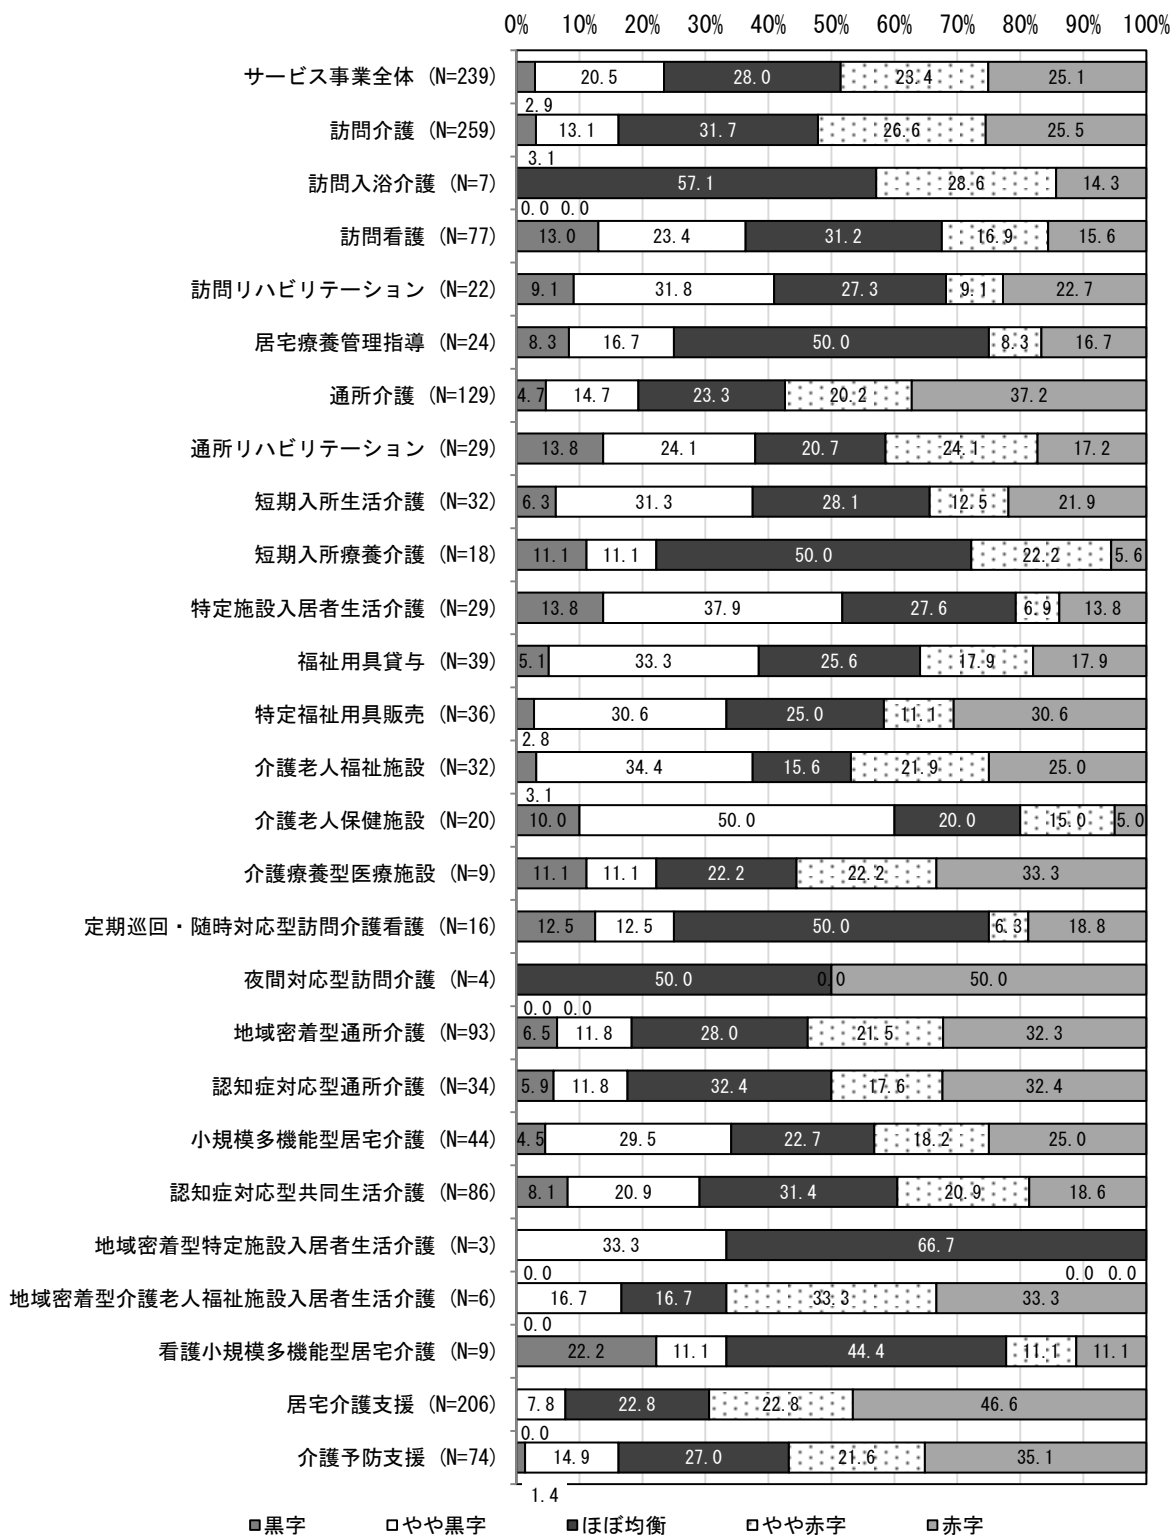 0% 10% 20% 30% 40% 50% 60% 70% 80% 90% 100%
サービス事業全体 (N=239) 20.5 28.0 23.4 25.1
2.9
訪問介護 (N=259) 13.1 31.7 26.6 25.5
3.1
訪問入浴介護 (N=7) 57.1 28.6 14.3
0.0 0.0
訪問看護 (N=77) 13.0 23.4 31.2 16.9 15.6
訪問リハビリテーション (N=22) 9.1 31.8 27.3 9.1 22.7
居宅療養管理指導 (N=24) 8.3 16.7 50.0 8.3 16.7
通所介護 (N=129) 4.7 14.7 23.3 20.2 37.2
通所リハビリテーション (N=29) 13.8 24.1 20.7 24.1 17.2
短期入所生活介護 (N=32) 6.3 31.3 28.1 12.5 21.9
短期入所療養介護 (N=18) 11.1 11.1 50.0 22.2 5.6
特定施設入居者生活介護 (N=29) 13.8 37.9 27.6 6.9 13.8
福祉用具貸与 (N=39) 5.1 33.3 25.6 17.9 17.9
特定福祉用具販売 (N=36) 30.6 25.0 11.1 30.6
2.8
介護老人福祉施設 (N=32) 34.4 15.6 21.9 25.0
3.1
介護老人保健施設 (N=20) 10.0 50.0 20.0 15.0 5.0
介護療養型医療施設 (N=9) 11.1 11.1 22.2 22.2 33.3
定期巡回・随時対応型訪問介護看護 (N=16) 12.5 12.5 50.0 6.3 18.8
夜間対応型訪問介護 (N=4) 50.0 0.0 50.0
0.0 0.0
地域密着型通所介護 (N=93) 6.5 11.8 28.0 21.5 32.3
認知症対応型通所介護 (N=34) 5.9 11.8 32.4 17.6 32.4
小規模多機能型居宅介護 (N=44) 4.5 29.5 22.7 18.2 25.0
認知症対応型共同生活介護 (N=86) 8.1 20.9 31.4 20.9 18.6
地域密着型特定施設入居者生活介護 (N=3) 33.3 66.7
0.0 0.0 0.0
地域密着型介護老人福祉施設入居者生活介護 (N=6) 16.7 16.7 33.3 33.3
0.0
看護小規模多機能型居宅介護 (N=9) 22.2 11.1 44.4 11.1 11.1
居宅介護支援 (N=206) 7.8 22.8 22.8 46.6
0.0
介護予防支援 (N=74) 14.9 27.0 21.6 35.1
1.4
黒字 やや黒字 ほぼ均衡 やや赤字 赤字